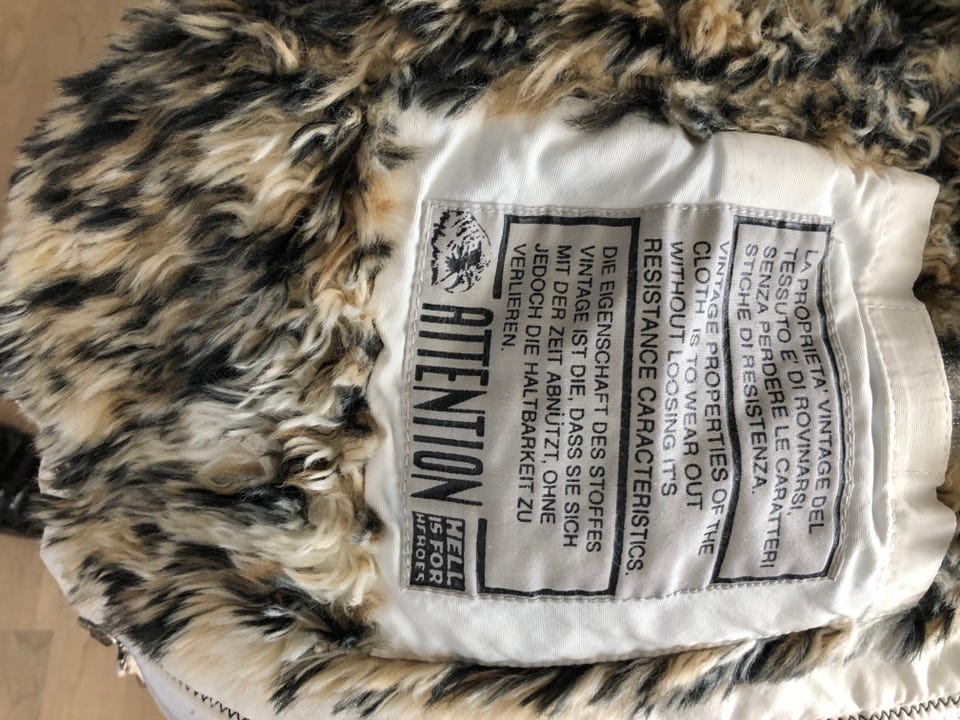 LA PROPRIETA' VINTAGE DEL
TESSUTO E' DI ROVINARSI,
SENZA PERDERE LE CARATTERI
STICHE DI RESISTENZA.
VINTAGE PROPERTIES OF THE
CLOTH IS TO WEAR OUT
WITHOUT LOOSING IT'S
RESISTANCE CARACTERISTICS.
DIE EIGENSCHAFT DES STOFFES
VINTAGE IST DIE, DASS SIE SICH
MIT DER ZEIT ABNÜTZT, OHNE
JEDOCH DIE HALTBARKEIT ZU
VERLIEREN.
ATTENTION
HELL
IS FOR
HEROES